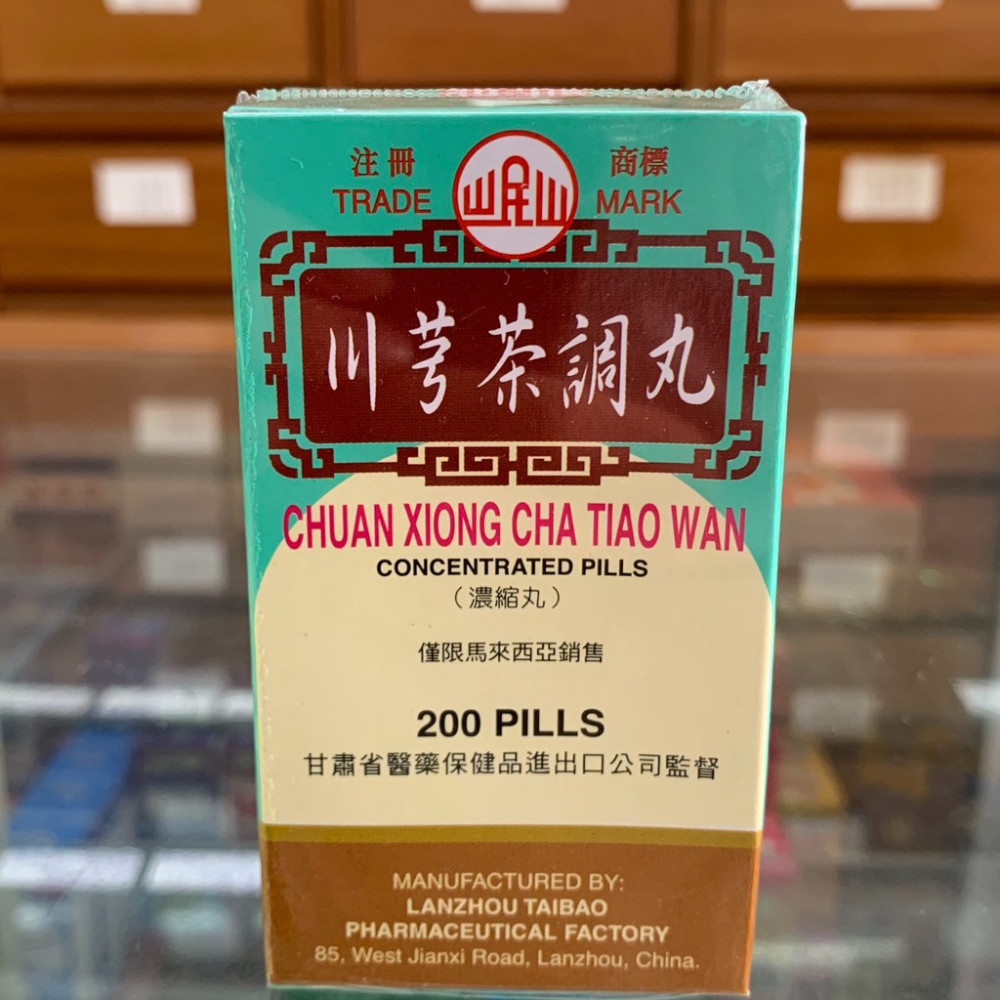 注冊 商標
TRADE MARK
岷山
川芎茶調丸
CHUAN XIONG CHA TIAO WAN
CONCENTRATED PILLS
（濃縮丸）
僅限馬來西亞銷售
200 PILLS
甘肅省醫藥保健品進出口公司監督
MANUFACTURED BY:
LANZHOU TAIBAO
PHARMACEUTICAL FACTORY
85, West Jianxi Road, Lanzhou, China.